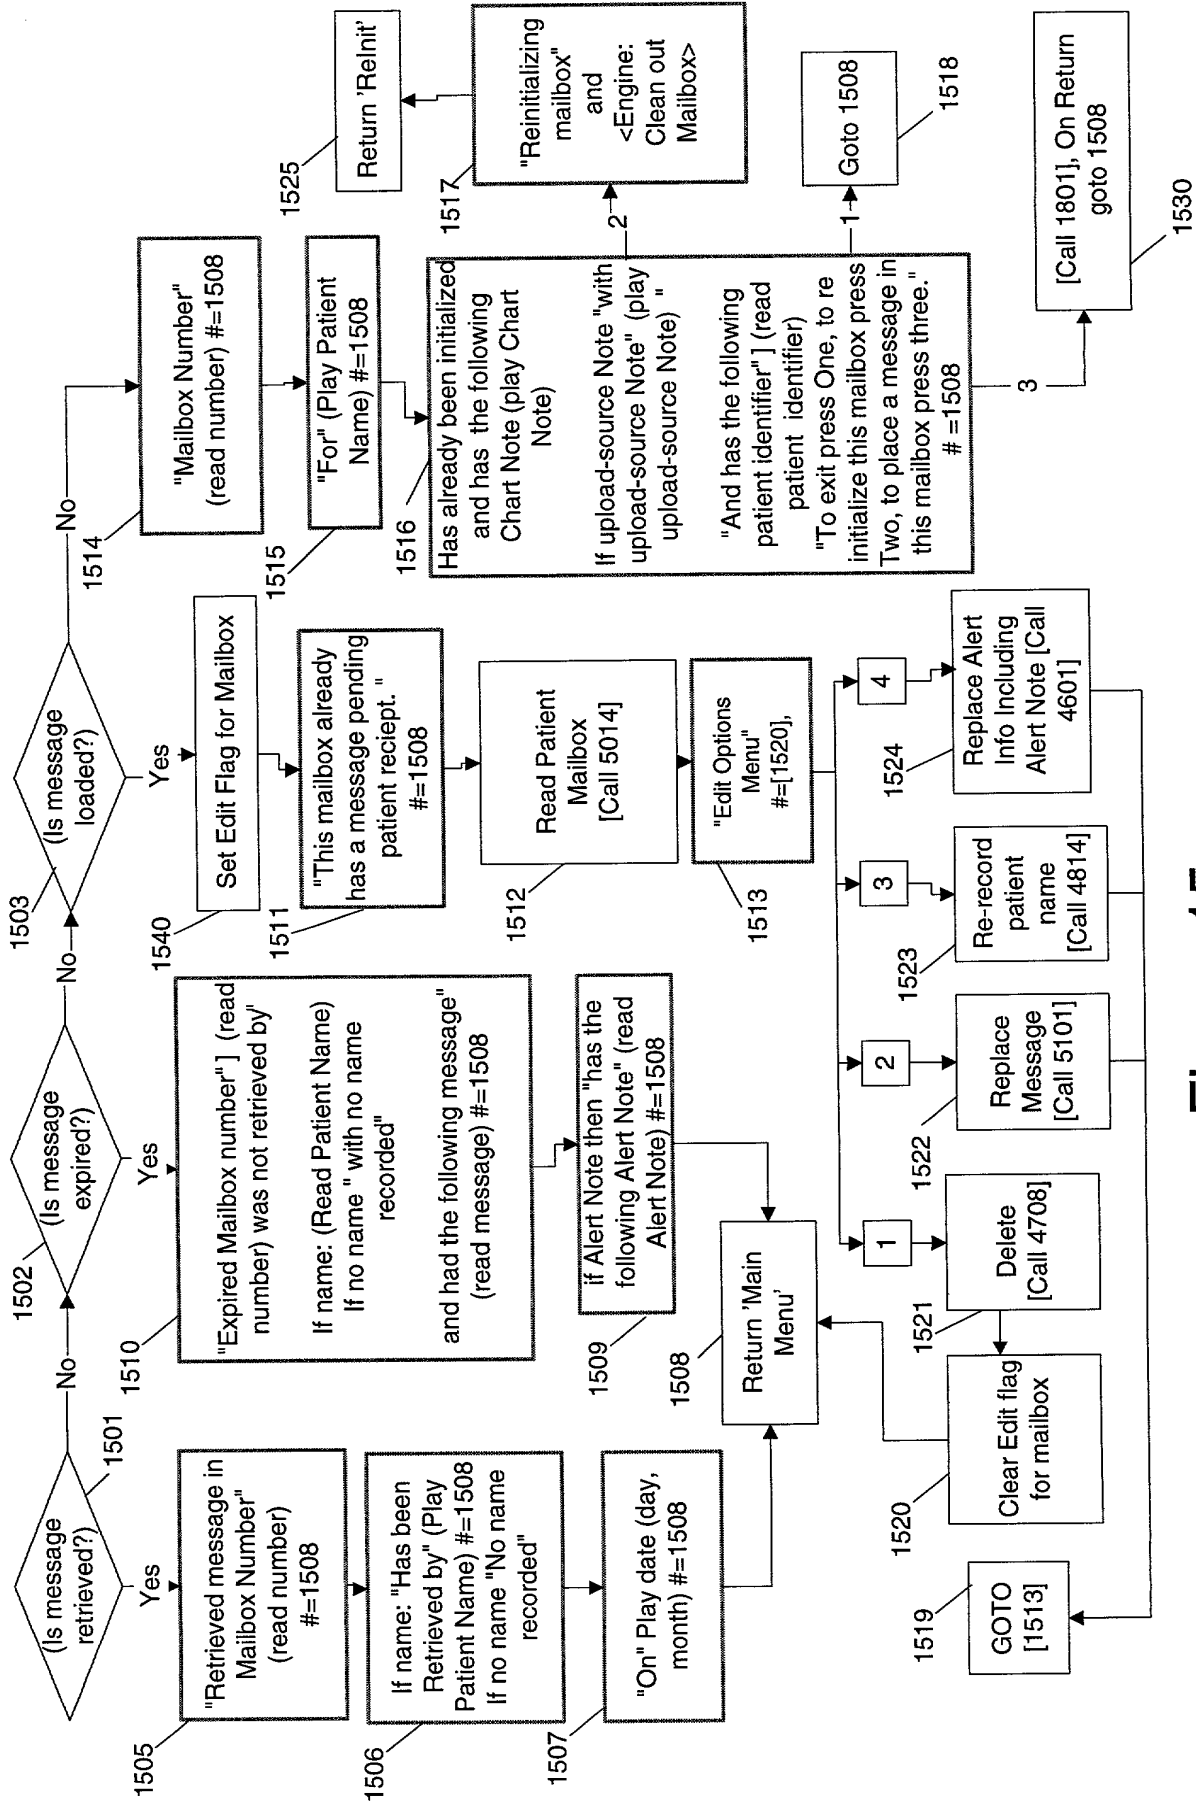 (Is message
retrieved?)
1501
No
Yes
1505
"Retrieved message in
Mailbox Number"
(read number)
#=1508
1506
If name: "Has been
Retrieved by" (Play
Patient Name) #=1508
If no name "No name
recorded"
1507
"On" Play date (day,
month) #=1508
1502
(Is message
expired?)
No
Yes
1510
"Expired Mailbox number" ] (read
number) was not retrieved by"
If name: (Read Patient Name)
If no name " with no name
recorded"
and had the following message"
(read message) #=1508
1509
if Alert Note then "has the
following Alert Note" (read
Alert Note) #=1508
1508
Return 'Main
Menu'
1503
(Is message
loaded?)
No
Yes
1540
Set Edit Flag for Mailbox
1511
"This mailbox already
has a message pending
patient reciept. "
#=1508
1512
Read Patient
Mailbox
[Call 5014]
1513
"Edit Options
Menu"
#=[1520],
1
2
3
4
1521
Delete
[Call 4708]
1522
Replace
Message
[Call 5101]
1523
Re-record
patient
name
[Call 4814]
1524
Replace Alert
Info Including
Alert Note [Call
4601]
1520
Clear Edit flag
for mailbox
1519
GOTO
[1513]
1514
"Mailbox Number"
(read number) #=1508
1515
"For" (Play Patient
Name) #=1508
1516
Has already been initialized
and has the following
Chart Note (play Chart
Note)
If upload-source Note "with
upload-source Note" (play
upload-source Note) "
"And has the following
patient identifier" ] (read
patient identifier)
"To exit press One, to re
initialize this mailbox press
Two, to place a message in
this mailbox press three."
# =1508
2
1
3
1517
"Reinitializing
mailbox"
and
<Engine:
Clean out
Mailbox>
1525
Return 'ReInit'
Goto 1508
1518
[Call 1801], On Return
goto 1508
1530